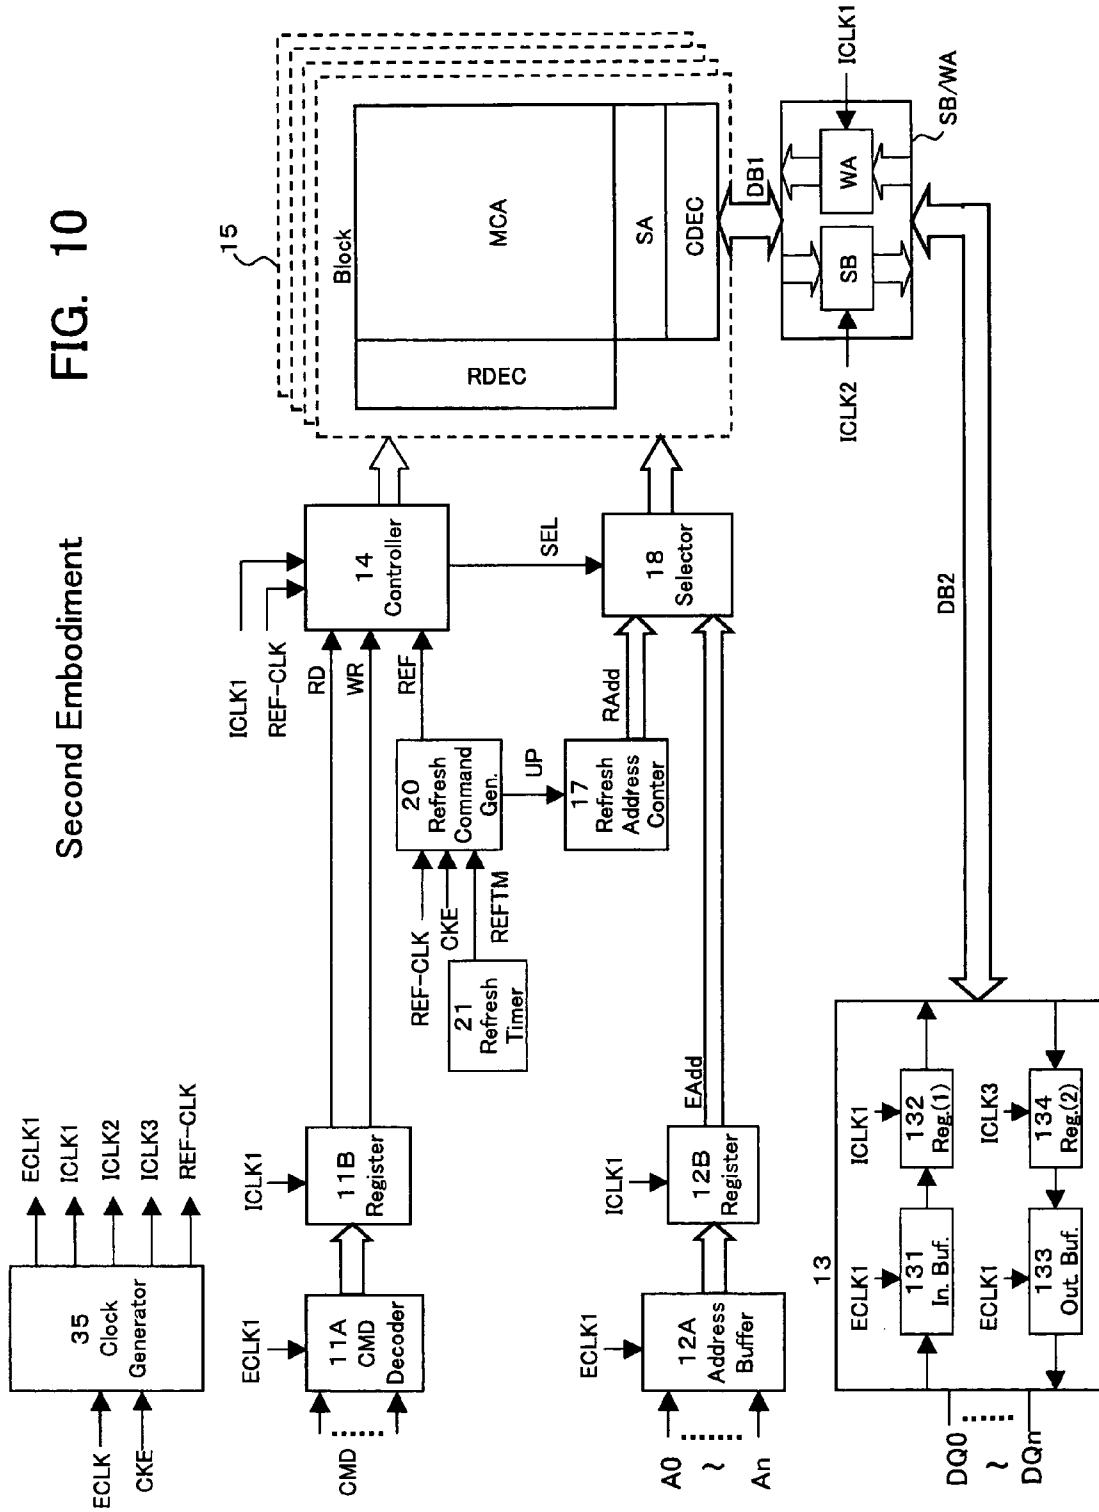 FIG. 10
Second Embodiment
ECLK
CKE
35
Clock
Generator
ECLK1
ICLK1
ICLK2
ICLK3
REF-CLK
CMD
ECLK1
11A
CMD
Decoder
ICLK1
11B
Register
RD
WR
REF
ICLK1
REF-CLK
14
Controller
SEL
REF-CLK
CKE
REFTM
21
Refresh
Timer
20
Refresh
Command
Gen.
UP
17
Refresh
Address
Conter
RAdd
18
Selector
A0
~
An
ECLK1
12A
Address
Buffer
ICLK1
12B
Register
EAdd
15
Block
MCA
RDEC
SA
CDEC
DB1
ICLK2
SB
WA
ICLK1
SB/WA
DB2
13
DQ0
~
DQn
ECLK1
131
In. Buf.
ICLK1
132
Reg.(1)
ECLK1
133
Out. Buf.
ICLK3
134
Reg.(2)